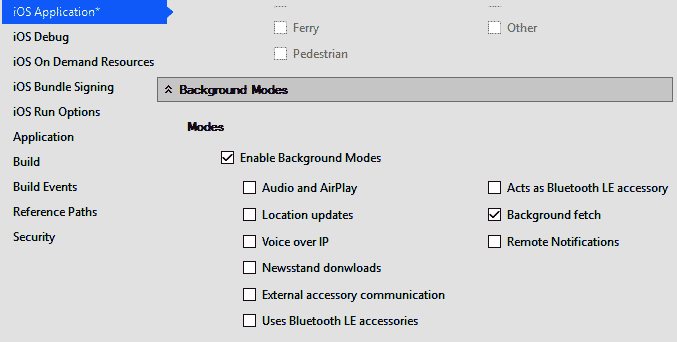 iOS Application*
iOS Debug
iOS On Demand Resources
iOS Bundle Signing
iOS Run Options
Application
Build
Build Events
Reference Paths
Security
Ferry
Other
Pedestrian
Background Modes
Modes
Enable Background Modes
Audio and AirPlay
Acts as Bluetooth LE accessory
Location updates
Background fetch
Voice over IP
Remote Notifications
Newsstand donwloads
External accessory communication
Uses Bluetooth LE accessories